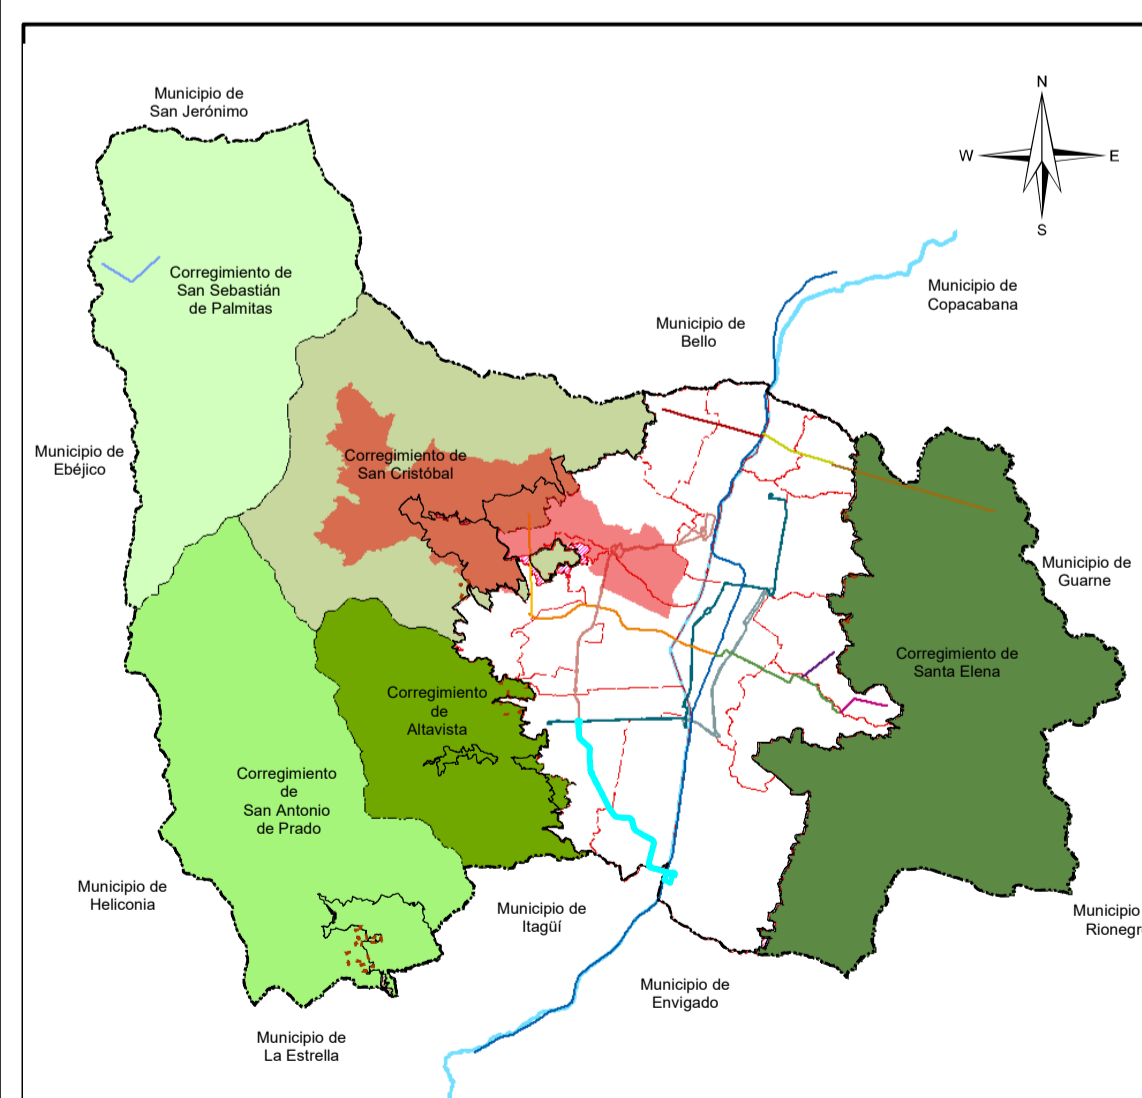 Municipio de
San Jerónimo
N
W
E
S
Corregimiento de
San Sebastián
de Palmitas
Municipio de
Copacabana
Municipio de
Bello
Municipio de
Ebéjico
Corregimiento de
San Cristóbal
Municipio de
Guarne
Corregimiento de
Santa Elena
Corregimiento
de
Altavista
Corregimiento
de
San Antonio
de Prado
Municipio de
Heliconia
Municipio de
Itagüí
Municipio
Rionegr
Municipio de
Envigado
Municipio de
La Estrella